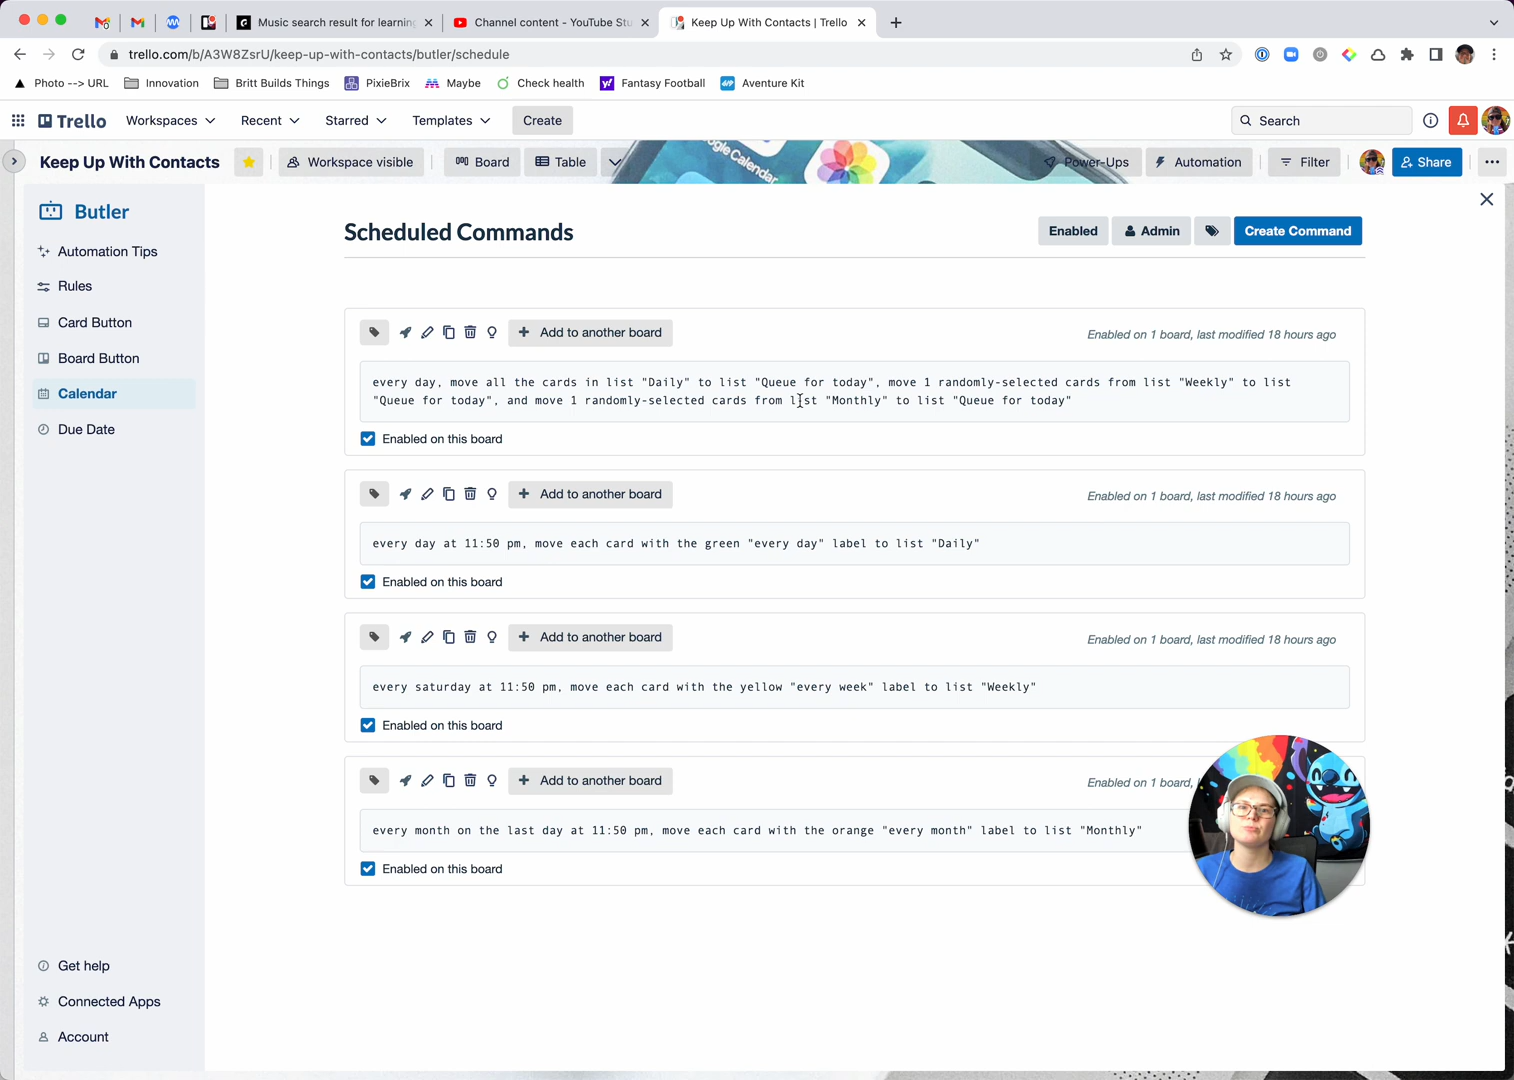 Music search result for learning
Channel content - YouTube Stu
Keep Up With Contacts | Trello
trello.com/b/A3W8ZsrU/keep-up-with-contacts/butler/schedule
Photo --> URL
Innovation
Britt Builds Things
PixieBrix
Maybe
Check health
Fantasy Football
Aventure Kit
Trello
Workspaces
Recent
Starred
Templates
Create
Search
Keep Up With Contacts
Workspace visible
Board
Table
Google Calendar
Power-Ups
Automation
Filter
Share
Butler
Automation Tips
Rules
Card Button
Board Button
Calendar
Due Date
Get help
Connected Apps
Account
Scheduled Commands
Enabled
Admin
Create Command
Add to another board
Enabled on 1 board, last modified 18 hours ago
every day, move all the cards in list "Daily" to list "Queue for today", move 1 randomly-selected cards from list "Weekly" to list
"Queue for today", and move 1 randomly-selected cards from list "Monthly" to list "Queue for today"
Enabled on this board
Add to another board
Enabled on 1 board, last modified 18 hours ago
every day at 11:50 pm, move each card with the green "every day" label to list "Daily"
Enabled on this board
Add to another board
Enabled on 1 board, last modified 18 hours ago
every saturday at 11:50 pm, move each card with the yellow "every week" label to list "Weekly"
Enabled on this board
Add to another board
Enabled on 1 board,
every month on the last day at 11:50 pm, move each card with the orange "every month" label to list "Monthly"
Enabled on this board